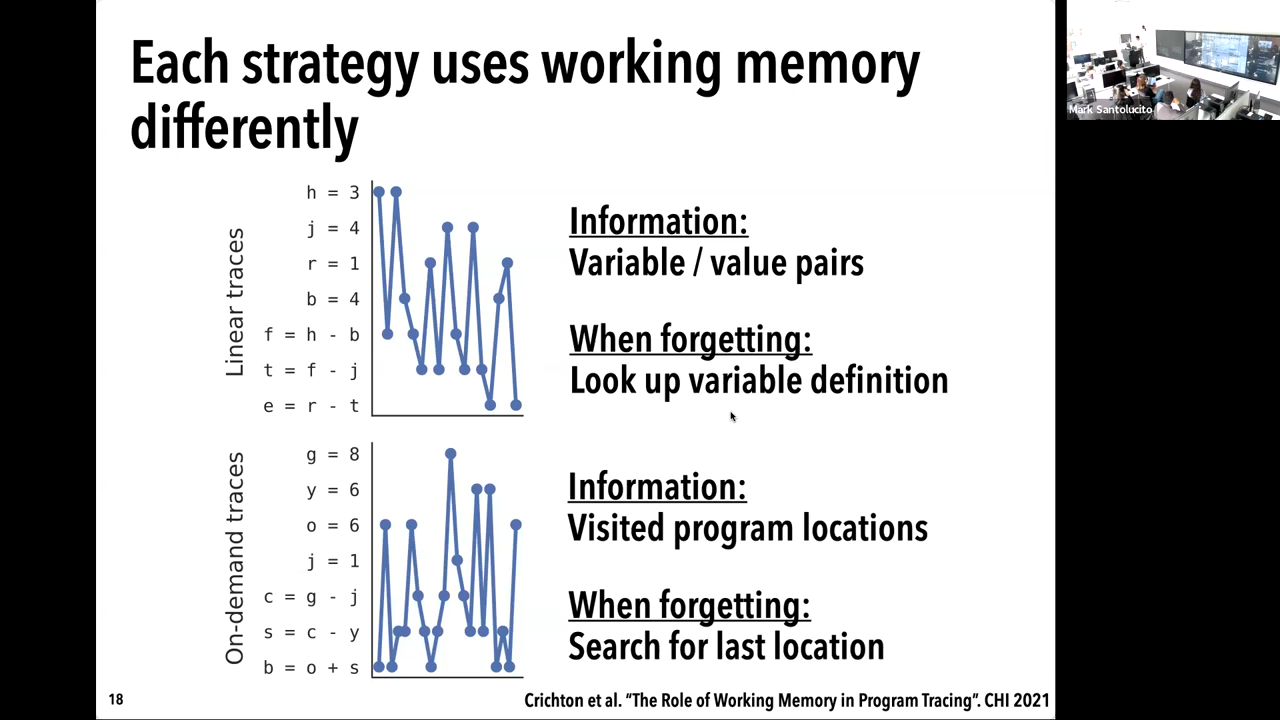 Each strategy uses working memory
differently
Linear traces
h = 3
j = 4
r = 1
b = 4
f = h - b
t = f - j
e = r - t
Information:
Variable / value pairs
When forgetting:
Look up variable definition
On-demand traces
g = 8
y = 6
o = 6
j = 1
c = g - j
s = c - y
b = o + s
Information:
Visited program locations
When forgetting:
Search for last location
18
Crichton et al. “The Role of Working Memory in Program Tracing”. CHI 2021
Mark Santolucito